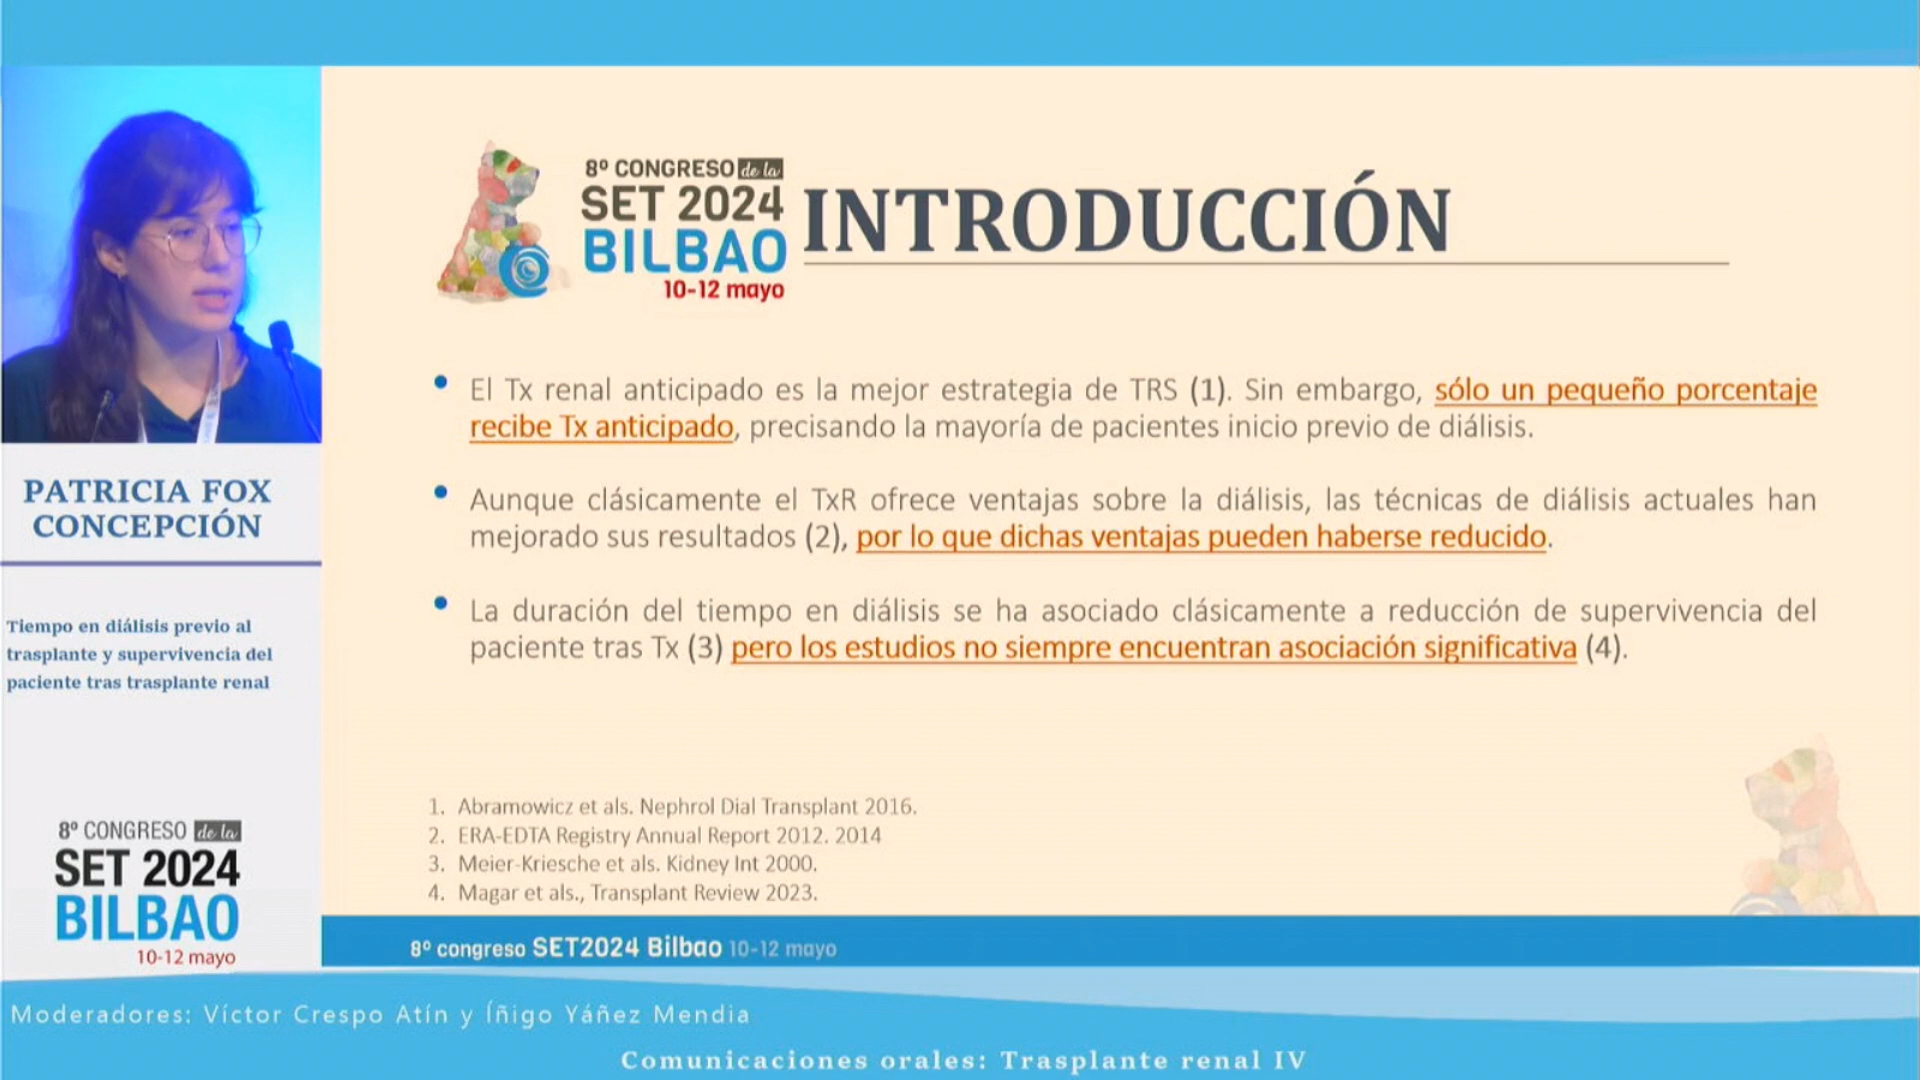 8º CONGRESO de la
SET 2024
BILBAO
10-12 mayo
INTRODUCCIÓN
• El Tx renal anticipado es la mejor estrategia de TRS (1). Sin embargo, sólo un pequeño porcentaje
recibe Tx anticipado, precisando la mayoría de pacientes inicio previo de diálisis.
• Aunque clásicamente el TxR ofrece ventajas sobre la diálisis, las técnicas de diálisis actuales han
mejorado sus resultados (2), por lo que dichas ventajas pueden haberse reducido.
• La duración del tiempo en diálisis se ha asociado clásicamente a reducción de supervivencia del
paciente tras Tx (3) pero los estudios no siempre encuentran asociación significativa (4).
1. Abramowicz et als. Nephrol Dial Transplant 2016.
2. ERA-EDTA Registry Annual Report 2012. 2014
3. Meier-Kriesche et als. Kidney Int 2000.
4. Magar et als., Transplant Review 2023.
8º congreso SET2024 Bilbao 10-12 mayo
PATRICIA FOX
CONCEPCIÓN
Tiempo en diálisis previo al
trasplante y supervivencia del
paciente tras trasplante renal
8º CONGRESO de la
SET 2024
BILBAO
10-12 mayo
Moderadores: Víctor Crespo Atín y Íñigo Yáñez Mendia
Comunicaciones orales: Trasplante renal IV